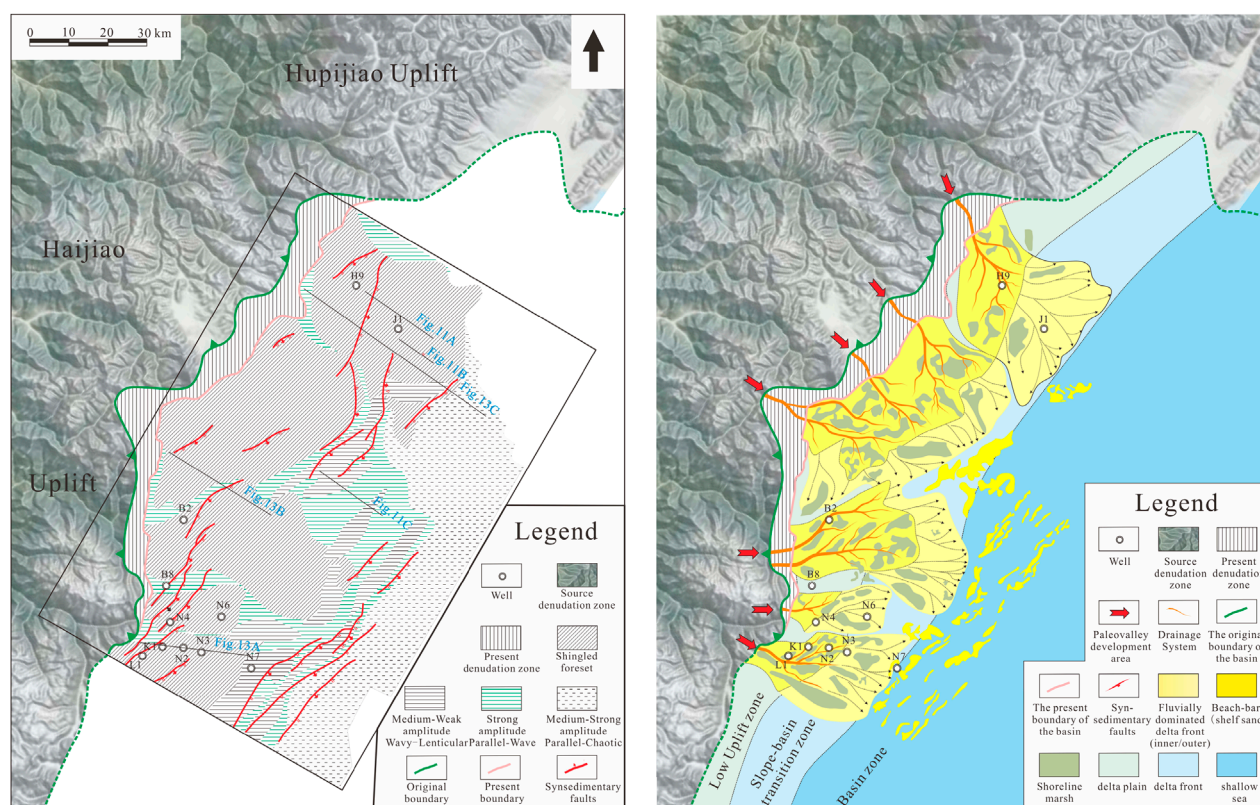 0 10 20 30 km
Hupijiao Uplift
Haijiao
Uplift
H9
J1
Fig.11A
Fig.11B
Fig.13C
Fig.13B
Fig.11C
B2
B8
N4
N6
K1
Fig.13A
L1
N2
N3
N7
Legend
Well
Source
denudation zone
Present
denudation zone
Shingled
foreset
Medium-Weak
amplitude
Wavy-Lenticular
Strong
amplitude
Parallel-Wave
Medium-Strong
amplitude
Parallel-Chaotic
Original
boundary
Present
boundary
Synsedimentary
faults
H9
J1
B2
B8
N4
N6
K1
L1
N2
N3
N7
Low Uplift zone
Slope-basin
transition zone
Basin zone
Legend
Well
Source
denudation
zone
Present
denudation
zone
Paleovalley
development
area
Drainage
System
The original
boundary of
the basin
The present
boundary of
the basin
Syn-
sedimentary
faults
Fluvially
dominated
delta front
(inner/outer)
Beach-bar
(shelf sand
Shoreline
marsh
delta plain
delta front
shallow
sea